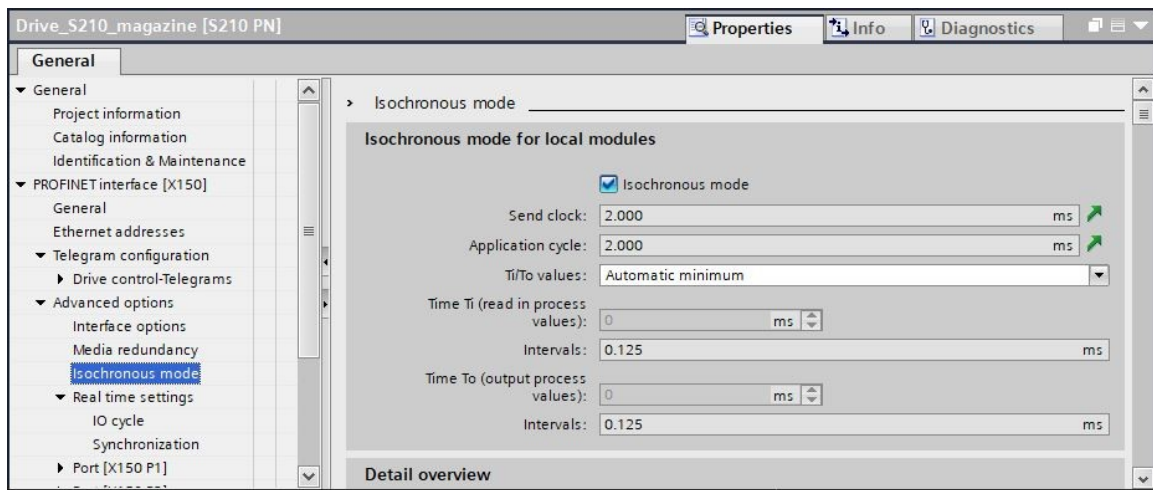 Drive_S210_magazine [S210 PN]
Properties
Info
Diagnostics
General
General
Project information
Catalog information
Identification & Maintenance
PROFINET interface [X150]
General
Ethernet addresses
Telegram configuration
Drive control-Telegrams
Advanced options
Interface options
Media redundancy
Isochronous mode
Real time settings
IO cycle
Synchronization
Port [X150 P1]
Isochronous mode
Isochronous mode for local modules
Isochronous mode
Send clock: 2.000 ms
Application cycle: 2.000 ms
Ti/To values: Automatic minimum
Time Ti (read in process
values): 0 ms
Intervals: 0.125 ms
Time To (output process
values): 0 ms
Intervals: 0.125 ms
Detail overview